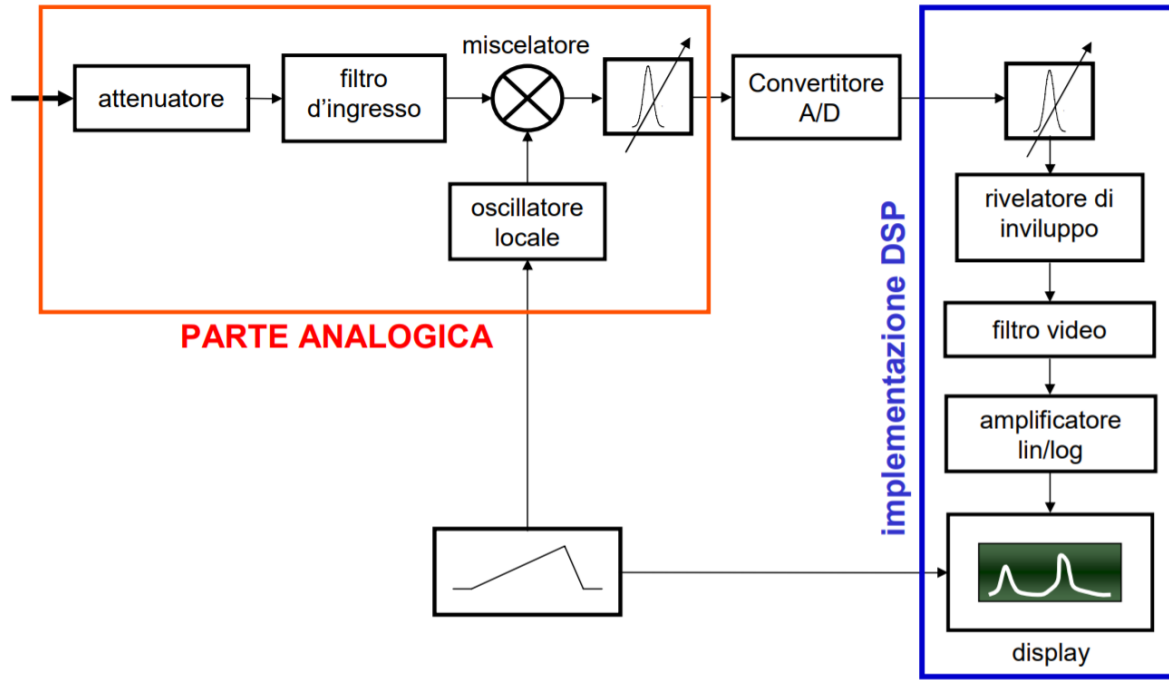 miscelatore
attenuatore
filtro
d'ingresso
Convertitore
A/D
oscillatore
locale
PARTE ANALOGICA
implementazione DSP
rivelatore di
inviluppo
filtro video
amplificatore
lin/log
display